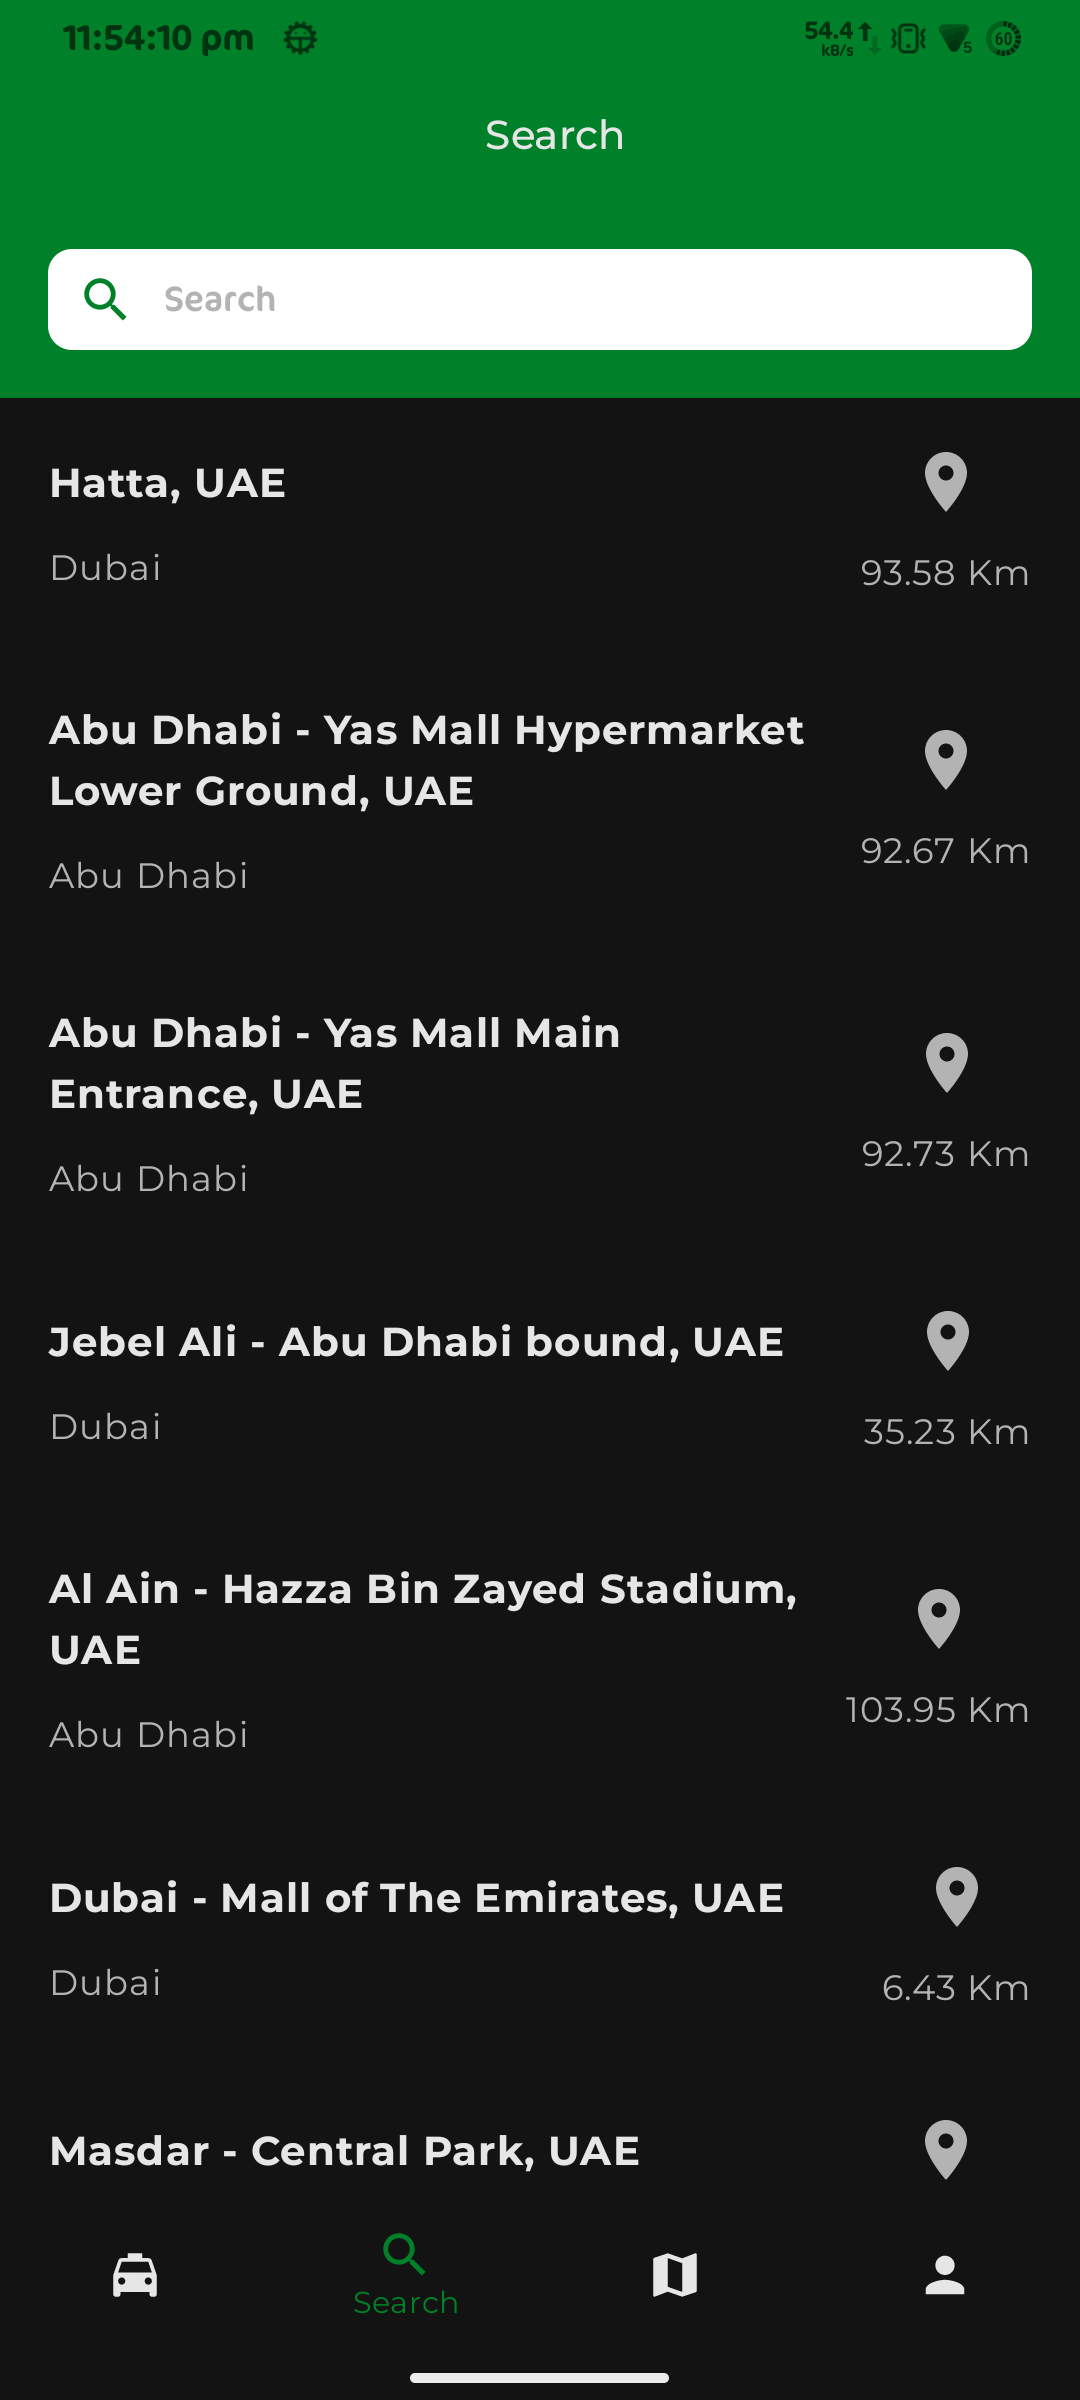 11:54:10 pm
54.4
kB/s
5
60
Search
Search
Hatta, UAE
Dubai
93.58 Km
Abu Dhabi - Yas Mall Hypermarket
Lower Ground, UAE
Abu Dhabi
92.67 Km
Abu Dhabi - Yas Mall Main
Entrance, UAE
Abu Dhabi
92.73 Km
Jebel Ali - Abu Dhabi bound, UAE
Dubai
35.23 Km
Al Ain - Hazza Bin Zayed Stadium,
UAE
Abu Dhabi
103.95 Km
Dubai - Mall of The Emirates, UAE
Dubai
6.43 Km
Masdar - Central Park, UAE
Search